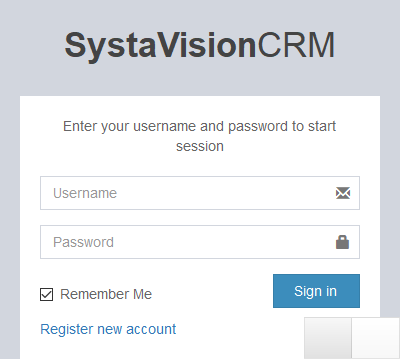 SystaVisionCRM
Enter your username and password to start
session
Username
Password
Remember Me
Sign in
Register new account